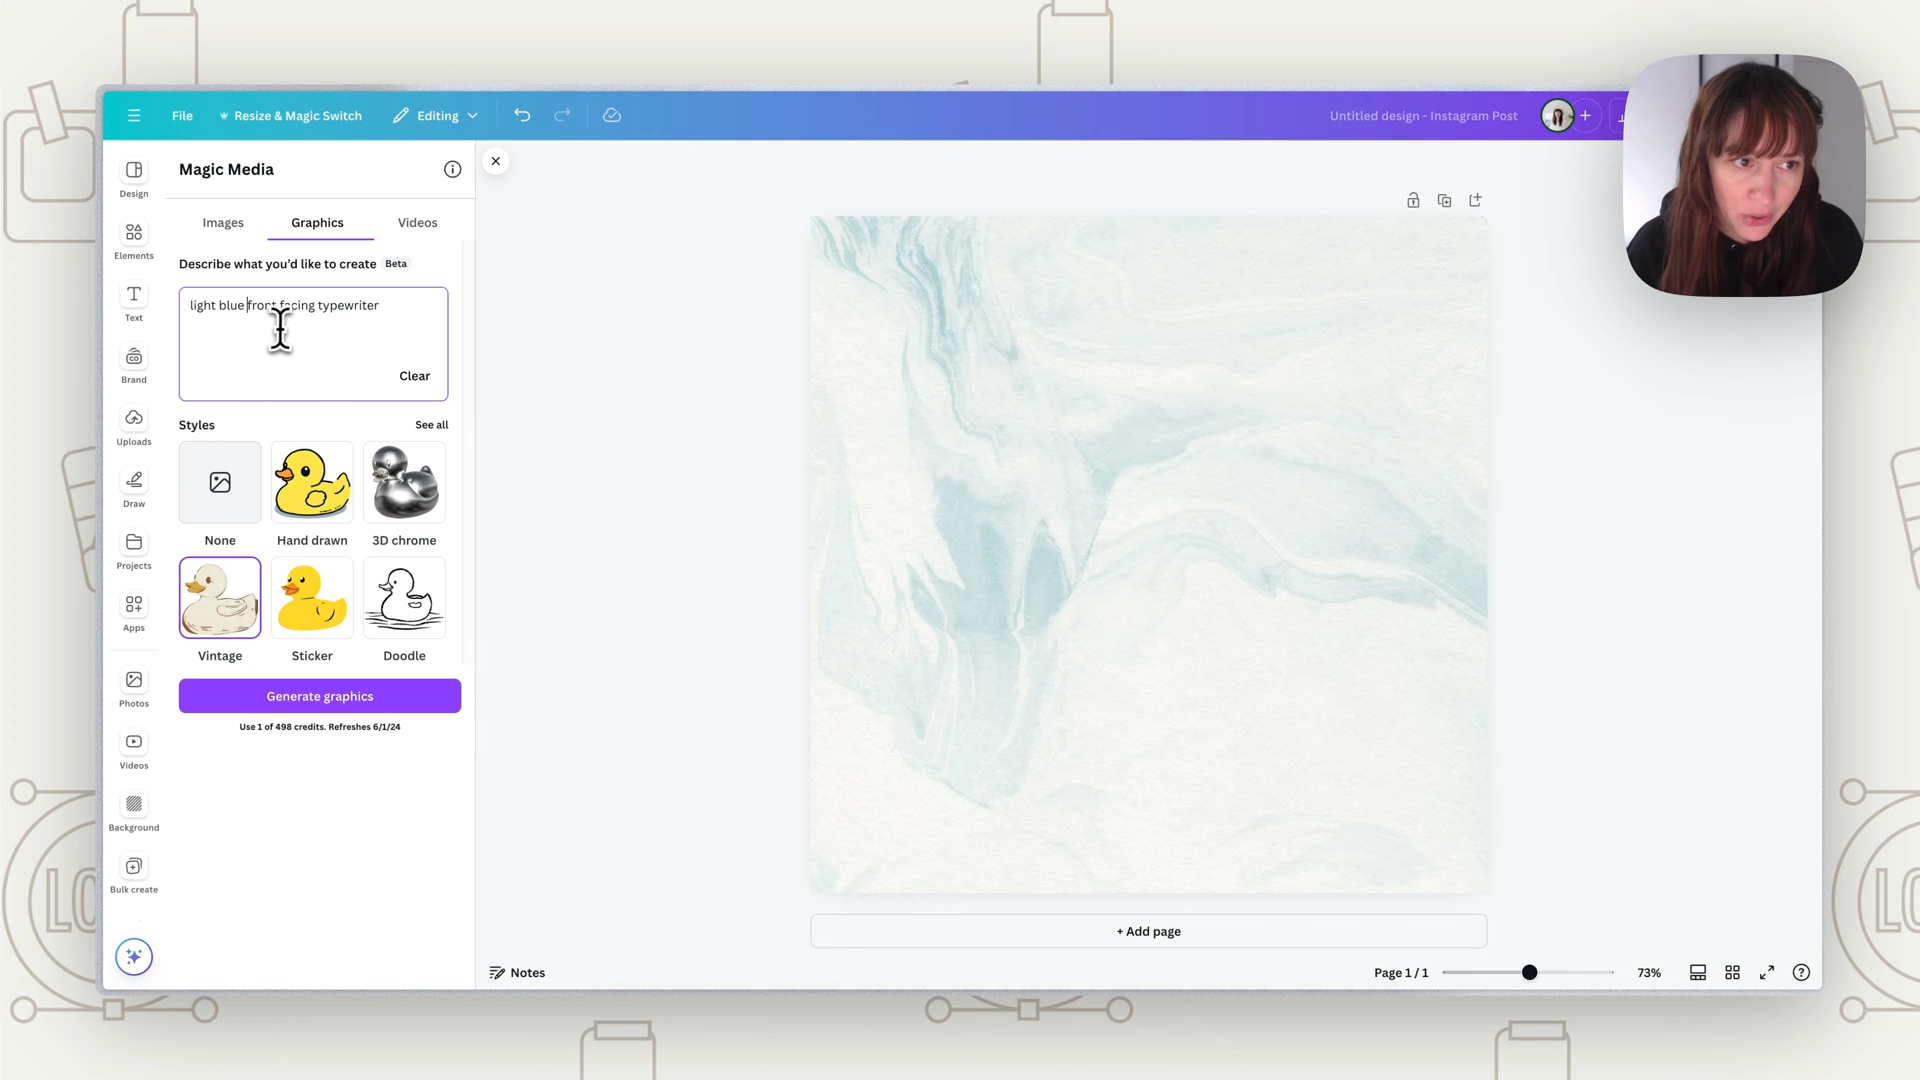 File
Resize & Magic Switch
Editing
Untitled design - Instagram Post
Design
Elements
Text
Brand
Uploads
Draw
Projects
Apps
Photos
Videos
Background
Bulk create
Magic Media
Images
Graphics
Videos
Describe what you'd like to create Beta
light blue front facing typewriter
Clear
Styles
See all
None
Hand drawn
3D chrome
Vintage
Sticker
Doodle
Generate graphics
Use 1 of 498 credits. Refreshes 6/1/24
+ Add page
Notes
Page 1 / 1
73%
LO
LO